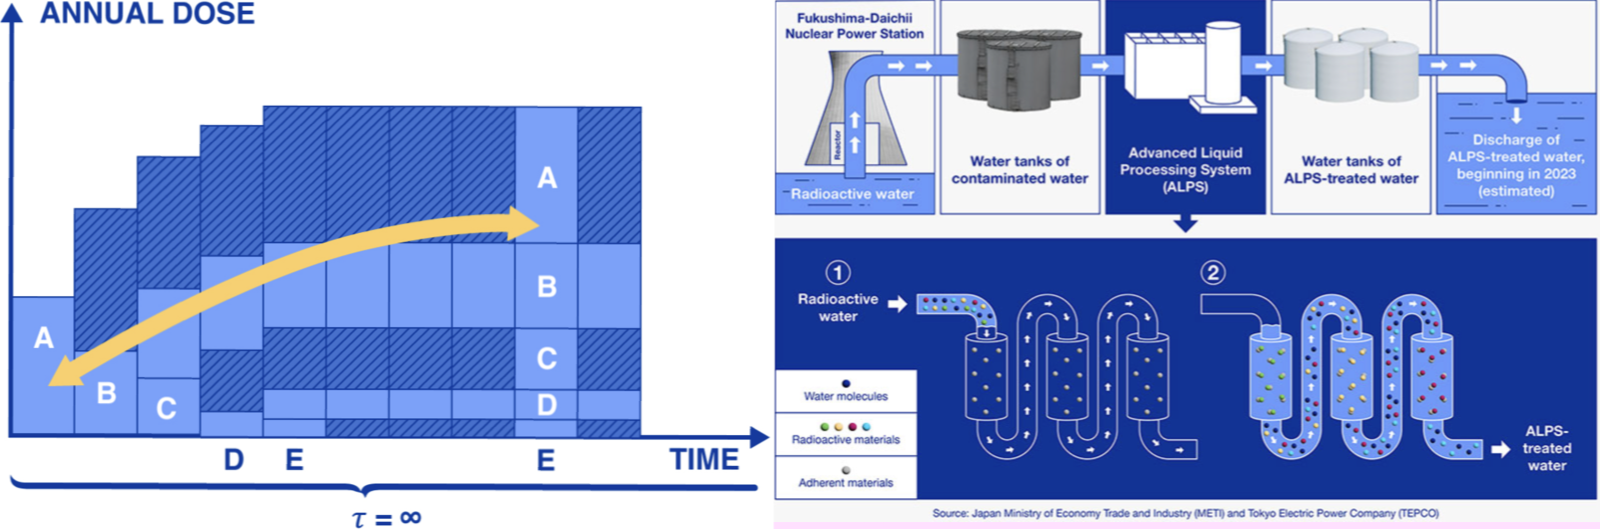 ANNUAL DOSE
A
B
C
A
B
C
D
D
E
E
TIME
τ = ∞
Fukushima-Daichii
Nuclear Power Station
Reactor
Radioactive water
Water tanks of
contaminated water
Advanced Liquid
Processing System
(ALPS)
Water tanks of
ALPS-treated water
Discharge of
ALPS-treated water,
beginning in 2023
(estimated)
1
Radioactive
water
2
Water molecules
Radioactive materials
Adherent materials
ALPS-
treated
water
Source: Japan Ministry of Economy Trade and Industry (METI) and Tokyo Electric Power Company (TEPCO)